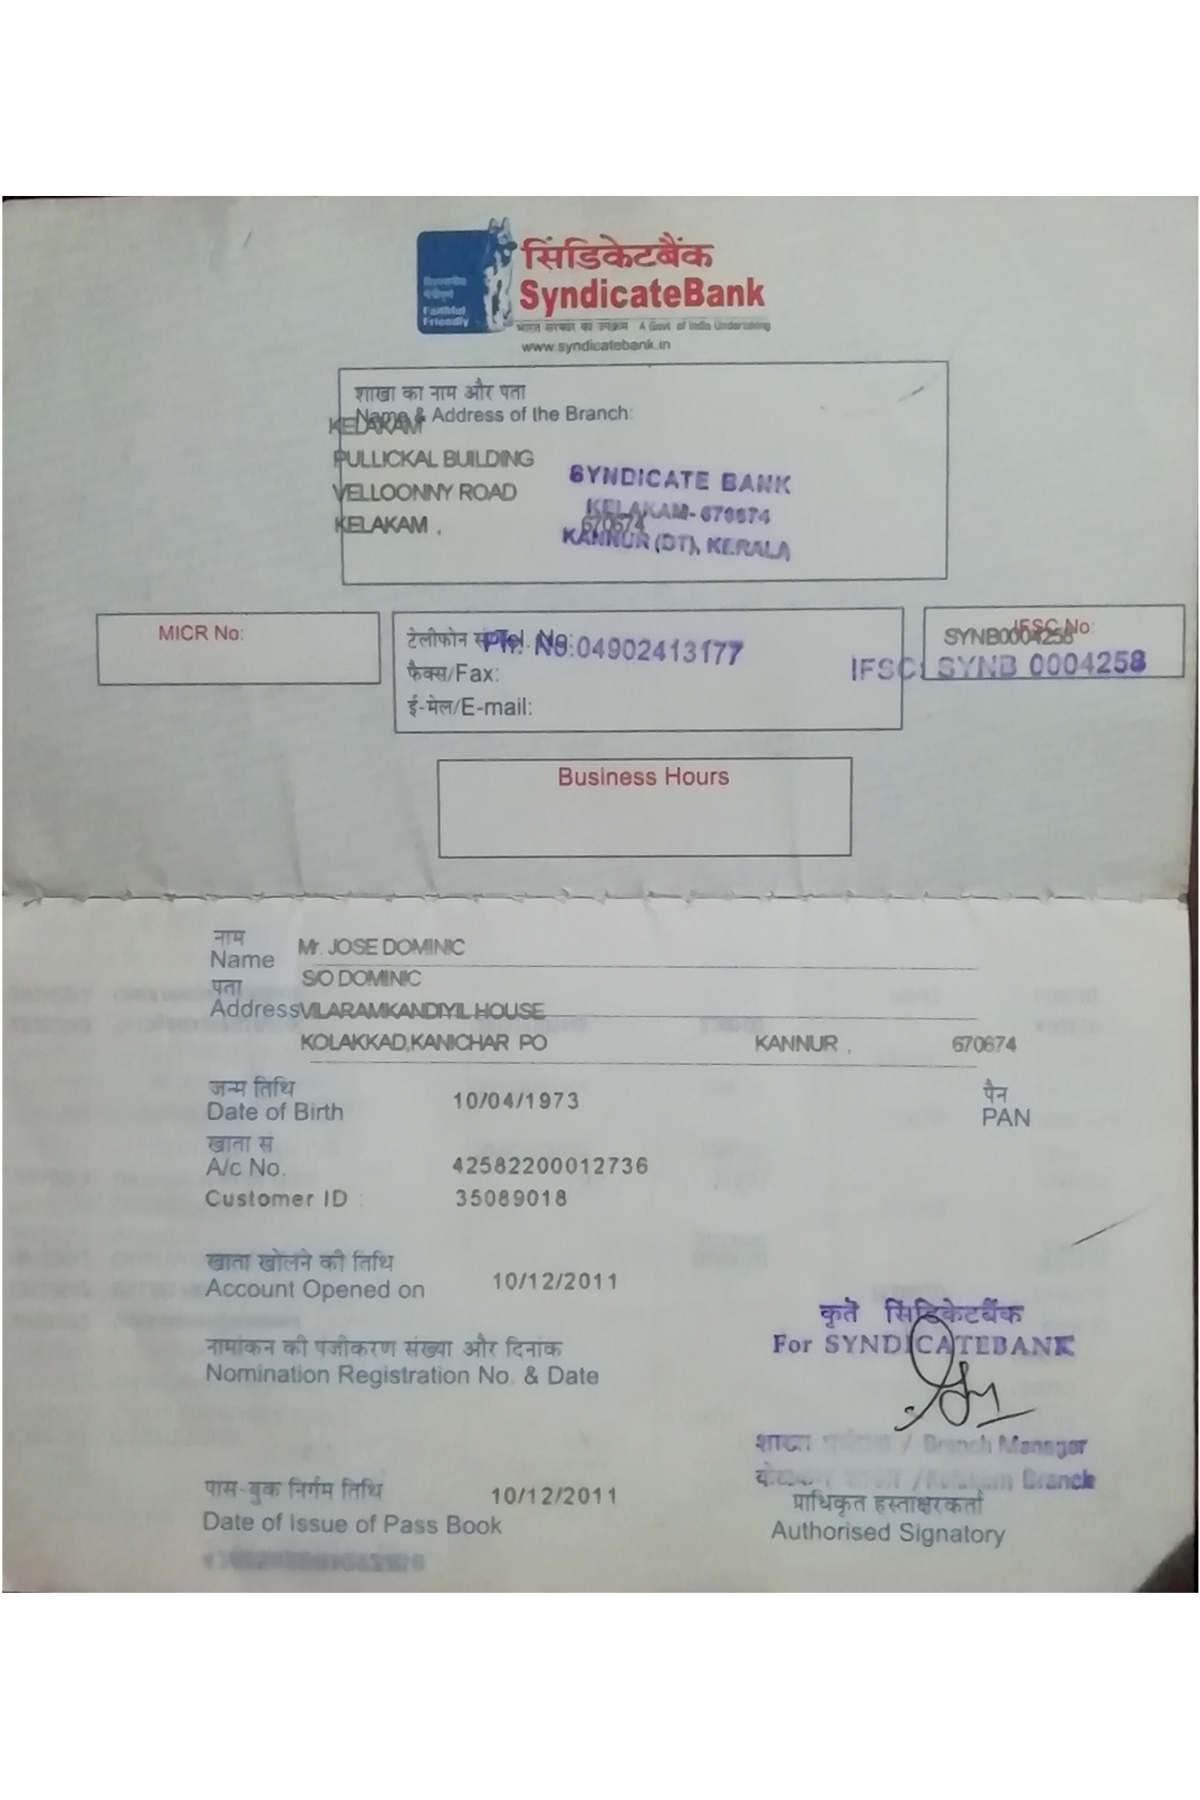 विश्वसनीय
Faithful
Friendly
सिंडिकेटबैंक
SyndicateBank
भारत सरकार का उपक्रम A Govt. of India Undertaking
www.syndicatebank.in
शाखा का नाम और पता
Name & Address of the Branch:
KELAKAM
PULLICKAL BUILDING
VELLOONNY ROAD
KELAKAM , 670674
SYNDICATE BANK
KELAKAM-670674
KANNUR (DT), KERALA
MICR No:
टेलीफोन सं/Tel. No:
PH: No:04902413177
फैक्स/Fax:
ई-मेल/E-mail:
IFSC No:
SYNB0004258
IFSC: SYNB 0004258
Business Hours
नाम
Name Mr. JOSE DOMINIC
पता S/O DOMINIC
Address VILARAMKANDIYIL HOUSE
KOLAKKAD,KANICHAR PO KANNUR , 670674
जन्म तिथि
Date of Birth 10/04/1973
पैन
PAN
खाता सं
A/c No. 42582200012736
Customer ID : 35089018
खाता खोलने की तिथि
Account Opened on 10/12/2011
नामांकन की पंजीकरण संख्या और दिनांक
Nomination Registration No. & Date
कृते सिंडिकेटबैंक
For SYNDICATEBANK
शाखा / Branch Manager
/Kelakam Branch
पास-बुक निर्गम तिथि
Date of Issue of Pass Book 10/12/2011
प्राधिकृत हस्ताक्षरकर्ता
Authorised Signatory